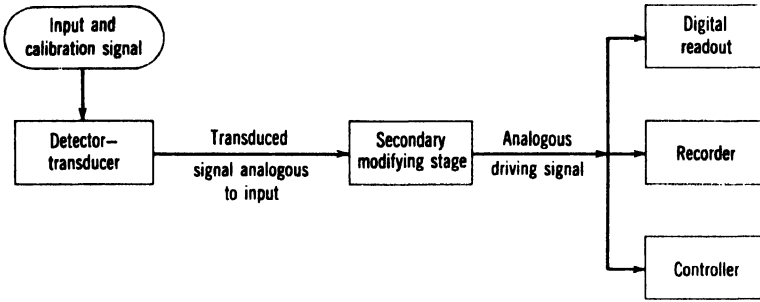 Input and
calibration signal
Detector–
transducer
Transduced
signal analogous
to input
Secondary
modifying stage
Analogous
driving signal
Digital
readout
Recorder
Controller